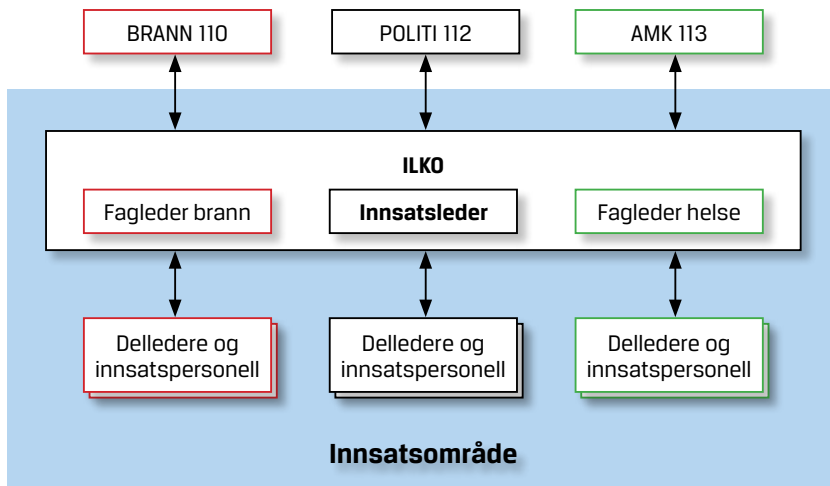 BRANN 110
POLITI 112
AMK 113
ILKO
Fagleder brann
Innsatsleder
Fagleder helse
Delledere og
innsatspersonell
Delledere og
innsatspersonell
Delledere og
innsatspersonell
Innsatsområde